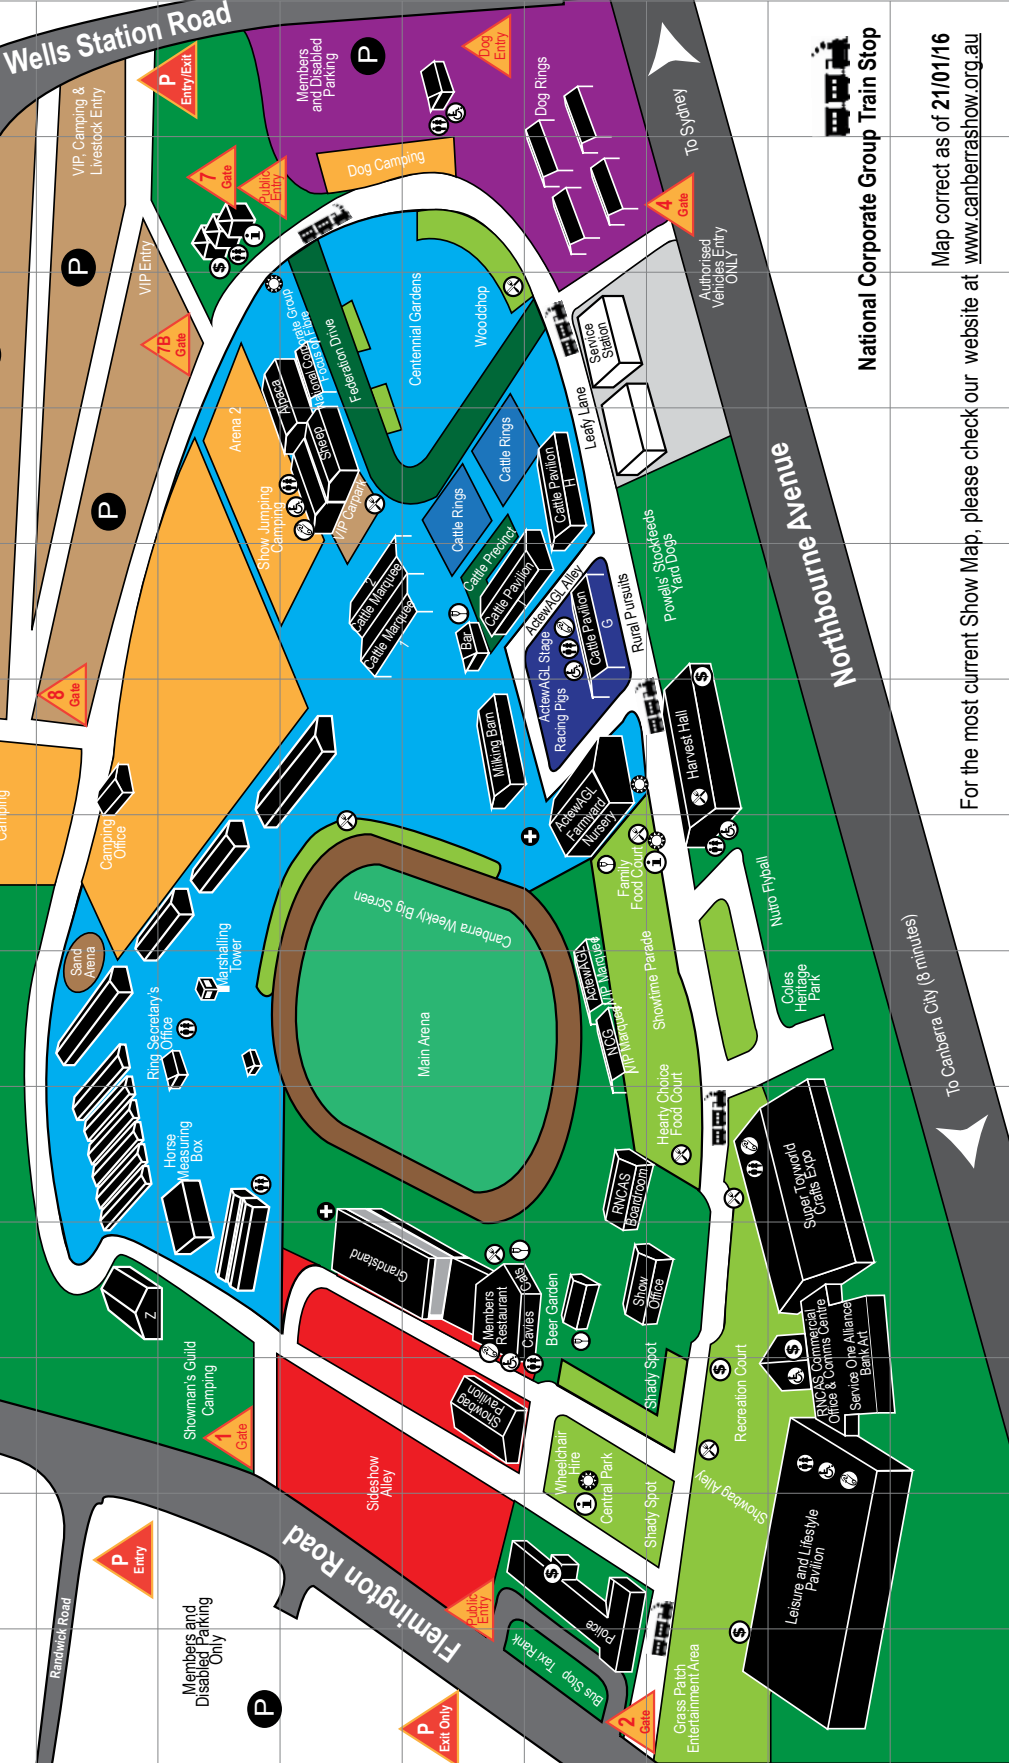 Wells Station Road
P
Entry/Exit
VIP, Camping &
Livestock Entry
P
VIP Entry
7
Gate
Public
Entry
7B
Gate
P
8
Gate
Camping
Camping
Office
Members
and Disabled
Parking
P
Dog
Entry
Dog Rings
Dog Camping
To Sydney
4
Gate
Authorised
Vehicles Entry
ONLY
National Corporate Group Train Stop
Map correct as of 21/01/16
For the most current Show Map, please check our website at www.canberrashow.org.au
$
i
National Corporate Group
Focus on Fibre
Federation Drive
Centennial Gardens
Woodchop
Service
Station
Leafy Lane
Arena 2
Alpaca
Sheep
Show Jumping
Camping
VIP Carpark
Cattle Rings
Cattle Rings
Cattle Precinct
Cattle Pavilion
Cattle Pavilion
H
Cattle Marquee
2
Cattle Marquee
1
Bar
ActewAGL Alley
ActewAGL Stage
Racing Pigs
Cattle Pavilion
G
Rural Pursuits
Powells' Stockfeeds
Yard Dogs
Northbourne Avenue
Milking Barn
ActewAGL
Farmyard
Nursery
Harvest Hall
$
Family
Food Court
i
Nutro Flyball
Coles
Heritage
Park
To Canberra City (8 minutes)
Sand
Arena
Marshalling
Tower
Ring Secretary's
Office
Horse
Measuring
Box
Canberra Weekly Big Screen
Main Arena
ActewAGL
VIP Marquee
NCG
VIP Marquee
Showtime Parade
Hearty Choice
Food Court
RNCAS
Boardroom
Show
Office
Grandstand
Members
Restaurant
Cats
Cavies
Beer Garden
Super Toyworld
Crafts Expo
RNCAS Commercial
Office & Comms Centre
Service One Alliance
Bank Art
$
$
Recreation Court
Z
Showman's Guild
Camping
1
Gate
Sideshow
Alley
Showbag
Pavilion
Wheelchair
Hire
i
Central Park
Shady Spot
Shady Spot
Showbag Alley
Leisure and Lifestyle
Pavilion
$
Grass Patch
Entertainment Area
Flemington Road
Public
Entry
$
Police
Taxi Rank
Bus Stop
2
Gate
P
Entry
Randwick Road
Members and
Disabled Parking
Only
P
P
Exit Only